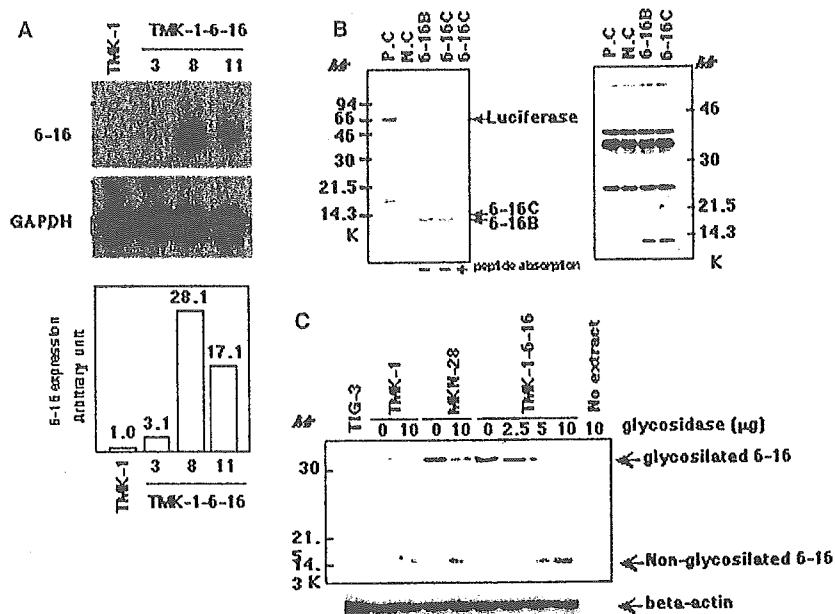 A
TMK-1
TMK-1-6-16
3 8 11
6-16
GAPDH
6-16 expression
Arbitrary unit
28.1
17.1
3.1
1.0
TMK-1
3 8 11
TMK-1-6-16
B
P.C
N.C
6-16B
6-16C
6-16C
Mr
94
66
46
30
21.5
14.3
K
Luciferase
6-16C
6-16B
- - + peptide absorption
P.C
N.C
6-16B
6-16C
Mr
46
30
21.5
14.3
K
C
TIG-3
TMK-1
MKN-28
TMK-1-6-16
No extract
Mr
0 10 0 10 0 2.5 5 10 10 glycosidase (µg)
30
21.
5
14.
3 K
glycosilated 6-16
Non-glycosilated 6-16
beta-actin